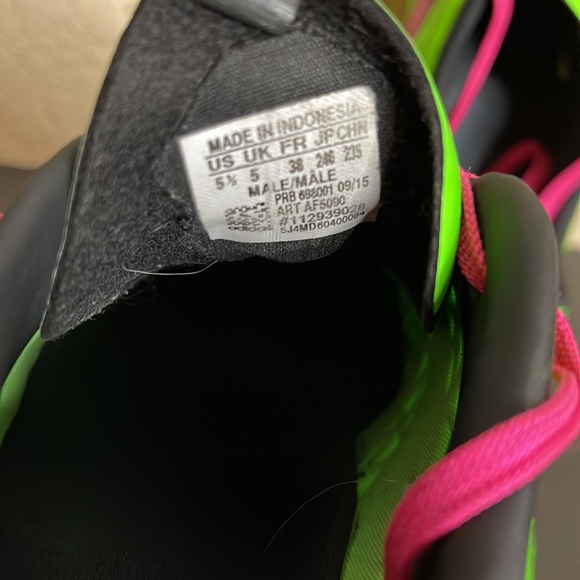 MADE IN INDONESIA
US UK FR JP CHN
5½ 5 38 240 235
MALE/MÂLE
PRB 698001 09/15
ART AF5090
#112939028
5J4MD60400084